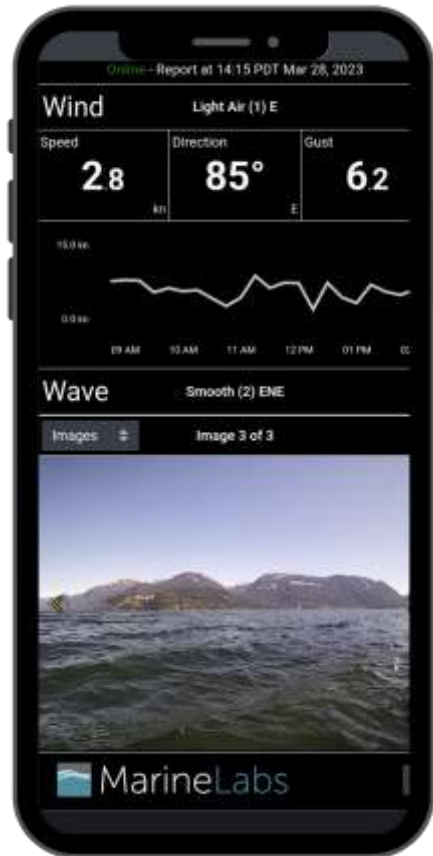 Online - Report at 14:15 PDT Mar 28, 2023
Wind Light Air (1) E
Speed Direction Gust
2.8 85° 6.2
kn E
15.0 kn
0.0 kn
09 AM 10 AM 11 AM 12 PM 01 PM
Wave Smooth (2) ENE
Images Image 3 of 3
MarineLabs